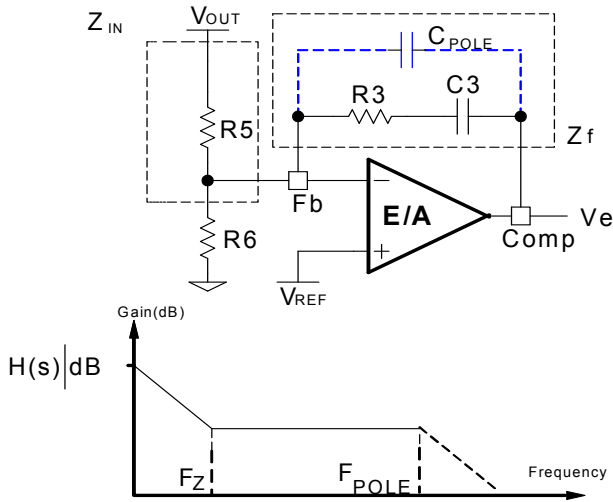 Z IN
VOUT
CPOLE
R3
C3
R5
Zf
Fb
E/A
Ve
R6
Comp
VREF
Gain(dB)
H(s)|dB
FZ
FPOLE
Frequency